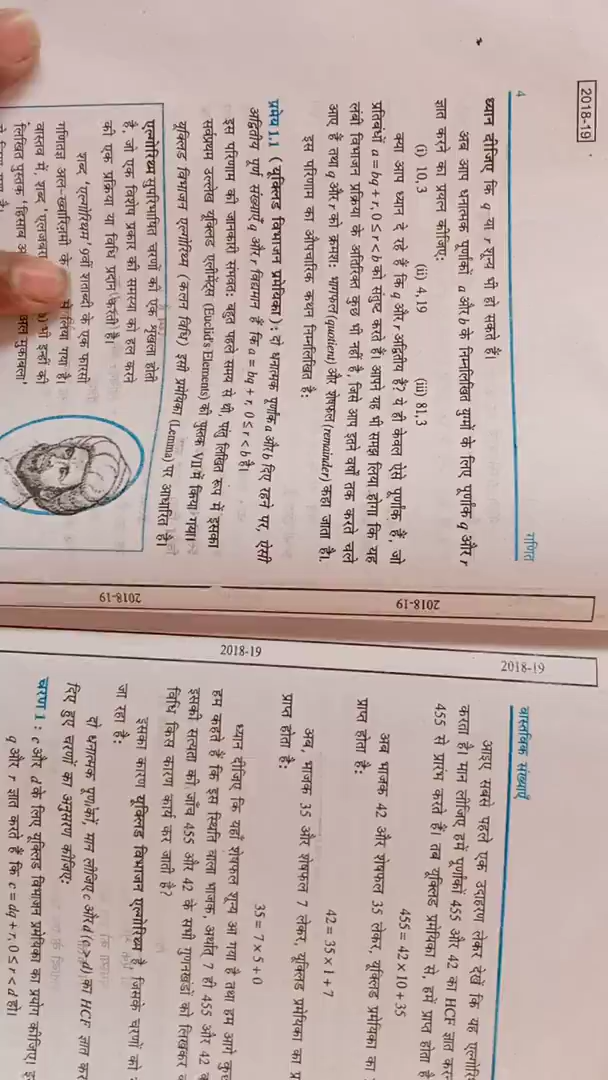 2018-19
4
गणित
ध्यान दीजिए कि q या r शून्य भी हो सकते हैं।
अब आप धनात्मक पूर्णांकों a और b के निम्नलिखित युग्मों के लिए पूर्णांक q और r
ज्ञात करने का प्रयत्न कीजिए:
(i) 10, 3 (ii) 4, 19 (iii) 81, 3
क्या आप ध्यान दे रहे हैं कि q और r अद्वितीय हैं? ये ही केवल ऐसे पूर्णांक हैं, जो
प्रतिबंधों a = bq + r, 0 ≤ r < b को संतुष्ट करते हैं। आपने यह भी समझ लिया होगा कि यह
लंबी विभाजन प्रक्रिया के अतिरिक्त कुछ भी नहीं है, जिसे आप इतने वर्षों तक करते चले
आए हैं तथा q और r को क्रमशः भागफल (quotient) और शेषफल (remainder) कहा जाता है।
इस परिणाम का औपचारिक कथन निम्नलिखित है:
प्रमेय 1.1 (यूक्लिड विभाजन प्रमेयिका) : दो धनात्मक पूर्णांक a और b दिए रहने पर, ऐसी
अद्वितीय पूर्ण संख्याएँ q और r विद्यमान हैं कि a = bq + r, 0 ≤ r < b है।
इस परिणाम की जानकारी संभवतः बहुत पहले समय से थी, परंतु लिखित रूप में इसका
सर्वप्रथम उल्लेख यूक्लिड एलीमेंट्स (Euclid's Elements) की पुस्तक VII में किया गया।
यूक्लिड विभाजन एल्गोरिथ्म (कलन विधि) इसी प्रमेयिका (Lemma) पर आधारित है।
एल्गोरिथ्म सुपरिभाषित चरणों की एक श्रृंखला होती
है, जो एक विशेष प्रकार की समस्या को हल करने
की एक प्रक्रिया या विधि प्रदान करती है।
शब्द 'एल्गोरिथ्म' 9वीं शताब्दी के एक फारसी
गणितज्ञ अल-ख्वारिज़मी के से लिया गया है।
वास्तव में, शब्द 'एलजबरा भी इन्हीं की
लिखित पुस्तक 'हिसाब मुकाबला'
2018-19
2018-19
2018-19
2018-19
वास्तविक संख्याएँ
आइए सबसे पहले एक उदाहरण लेकर देखें कि यह
करता है। मान लीजिए हमें पूर्णांकों 455 और 42 का HCF ज्ञात
455 से प्रारंभ करते हैं। तब यूक्लिड प्रमेयिका से, हमें प्राप्त होता है
455 = 42 × 10 + 35
अब भाजक 42 और शेषफल 35 लेकर, यूक्लिड प्रमेयिका का
प्राप्त होता है:
42 = 35 × 1 + 7
अब, भाजक 35 और शेषफल 7 लेकर, यूक्लिड प्रमेयिका का
प्राप्त होता है:
35 = 7 × 5 + 0
ध्यान दीजिए कि यहाँ शेषफल शून्य आ गया है तथा हम आगे
हम कहते हैं कि इस स्थिति वाला भाजक, अर्थात् 7 ही 455 और 42
इसकी सत्यता की जाँच 455 और 42 के सभी गुणनखंडों को लिखकर
विधि किस कारण कार्य कर जाती है?
इसका कारण यूक्लिड विभाजन एल्गोरिथ्म है, जिसके चरणों को
जा रहा है:
दो धनात्मक पूर्णांकों, मान लीजिए c और d (c > d) का HCF ज्ञात
दिए हुए चरणों का अनुसरण कीजिए:
चरण 1 : c और d के लिए यूक्लिड विभाजन प्रमेयिका का प्रयोग कीजिए।
q और r ज्ञात करते हैं कि c = dq + r, 0 ≤ r < d हो।